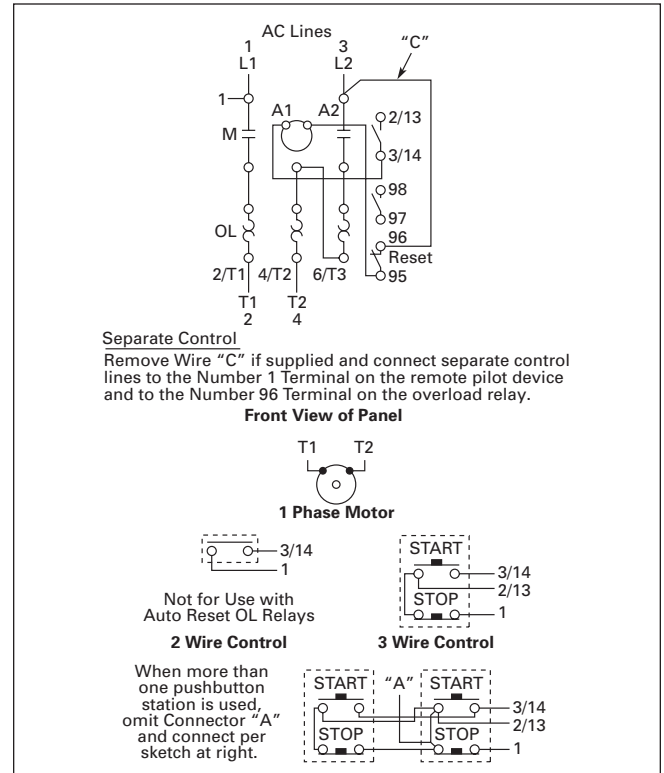 AC Lines
1 3 “C”
L1 L2
1
A1 A2 2/13
M
3/14
98
97
OL 96
Reset
2/T1 4/T2 6/T3 95
T1 T2
2 4
Separate Control
Remove Wire “C” if supplied and connect separate control
lines to the Number 1 Terminal on the remote pilot device
and to the Number 96 Terminal on the overload relay.
Front View of Panel
T1 T2
1 Phase Motor
3/14
1
Not for Use with
Auto Reset OL Relays
2 Wire Control
START
3/14
2/13
STOP
1
3 Wire Control
When more than
one pushbutton
station is used,
omit Connector “A”
and connect per
sketch at right.
START “A” START
3/14
2/13
STOP STOP
1